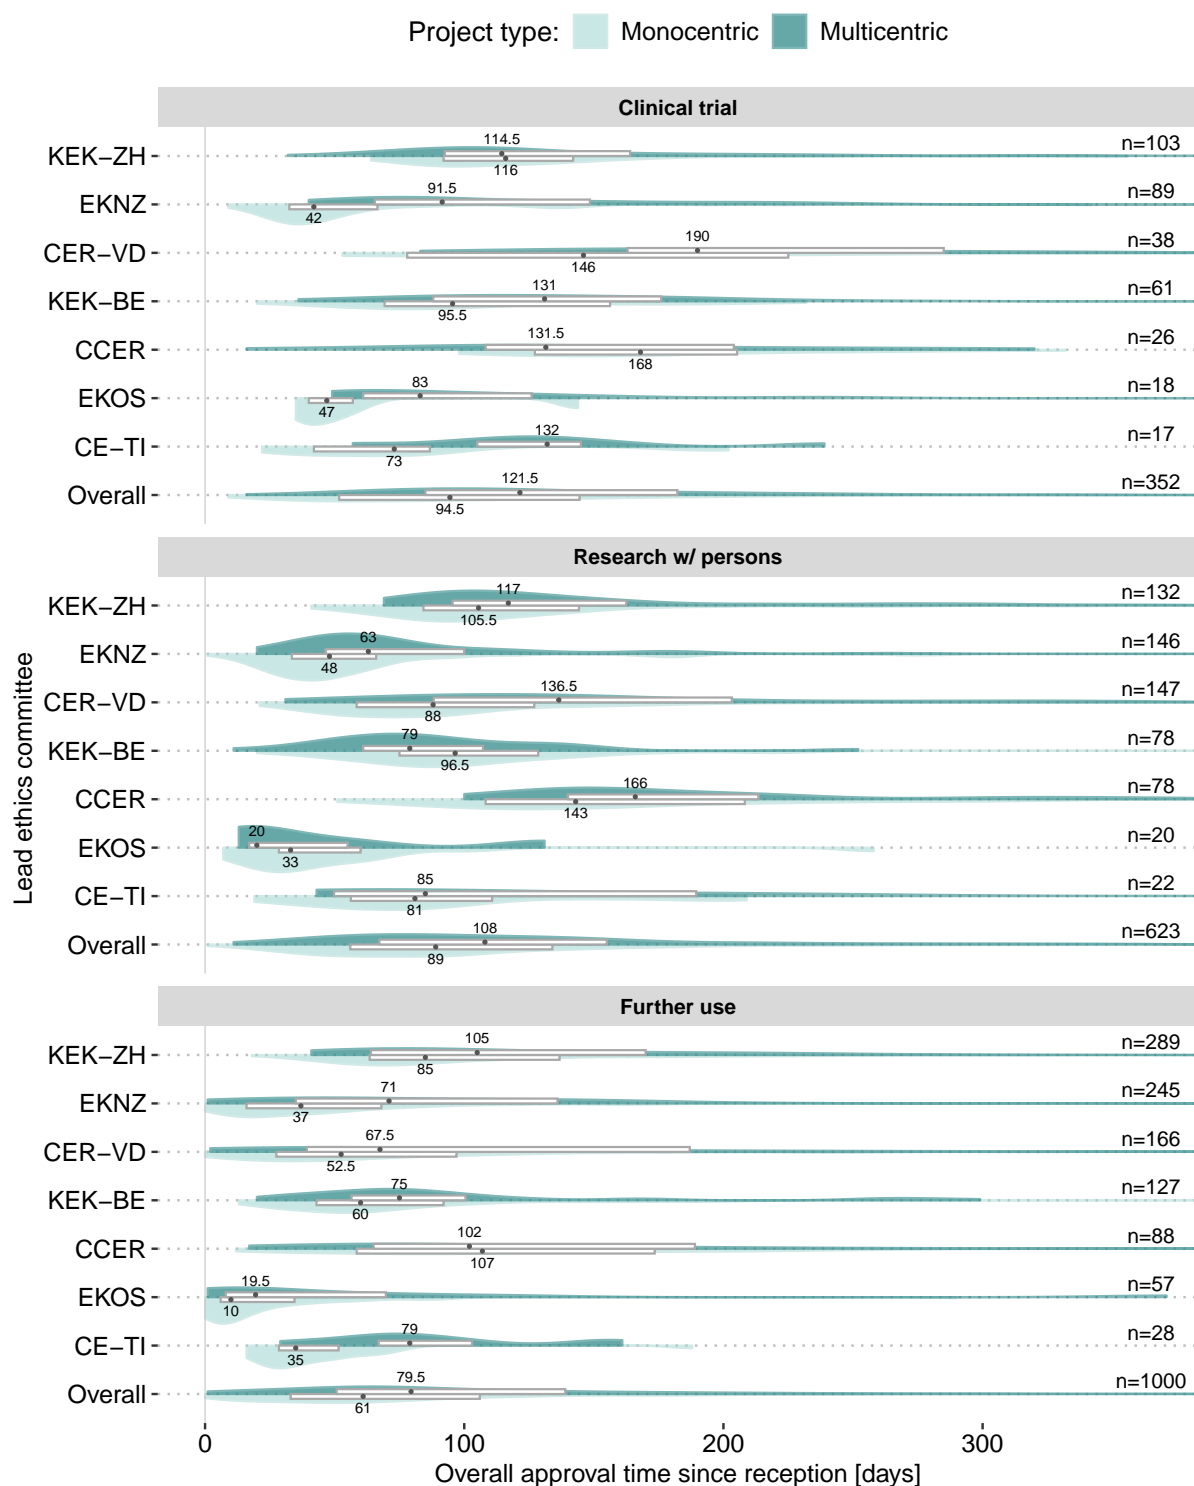 Project type: Monocentric Multicentric
Clinical trial
KEK−ZH 114.5 116 n=103
EKNZ 91.5 42 n=89
CER−VD 190 146 n=38
KEK−BE 131 95.5 n=61
CCER 131.5 168 n=26
EKOS 83 47 n=18
CE−TI 132 73 n=17
Overall 121.5 94.5 n=352
Research w/ persons
KEK−ZH 117 105.5 n=132
EKNZ 63 48 n=146
CER−VD 136.5 88 n=147
KEK−BE 79 96.5 n=78
CCER 166 143 n=78
EKOS 20 33 n=20
CE−TI 85 81 n=22
Overall 108 89 n=623
Further use
KEK−ZH 105 85 n=289
EKNZ 71 37 n=245
CER−VD 67.5 52.5 n=166
KEK−BE 75 60 n=127
CCER 102 107 n=88
EKOS 19.5 10 n=57
CE−TI 79 35 n=28
Overall 79.5 61 n=1000
0 100 200 300
Overall approval time since reception [days]
Lead ethics committee